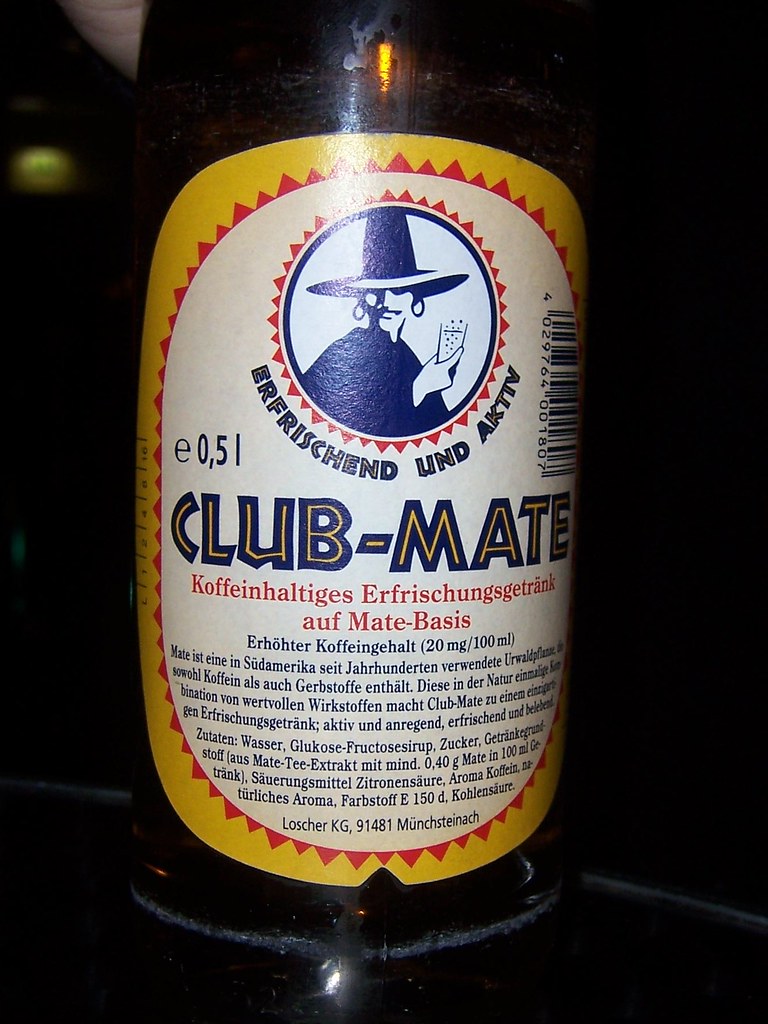 ERFRISCHEND UND AKTIV
4 029764 001807
e 0,5 l
CLUB-MATE
Koffeinhaltiges Erfrischungsgetränk
auf Mate-Basis
Erhöhter Koffeingehalt (20 mg/100 ml)
Mate ist eine in Südamerika seit Jahrhunderten verwendete Urwaldpflanze,
sowohl Koffein als auch Gerbstoffe enthält. Diese in der Natur einmalige Kom-
bination von wertvollen Wirkstoffen macht Club-Mate zu einem einzigarti-
gen Erfrischungsgetränk; aktiv und anregend, erfrischend und belebend.
Zutaten: Wasser, Glukose-Fructosesirup, Zucker, Getränkegrund-
stoff (aus Mate-Tee-Extrakt mit mind. 0,40 g Mate in 100 ml Ge-
tränk), Säuerungsmittel Zitronensäure, Aroma Koffein, na-
türliches Aroma, Farbstoff E 150 d, Kohlensäure.
Loscher KG, 91481 Münchsteinach